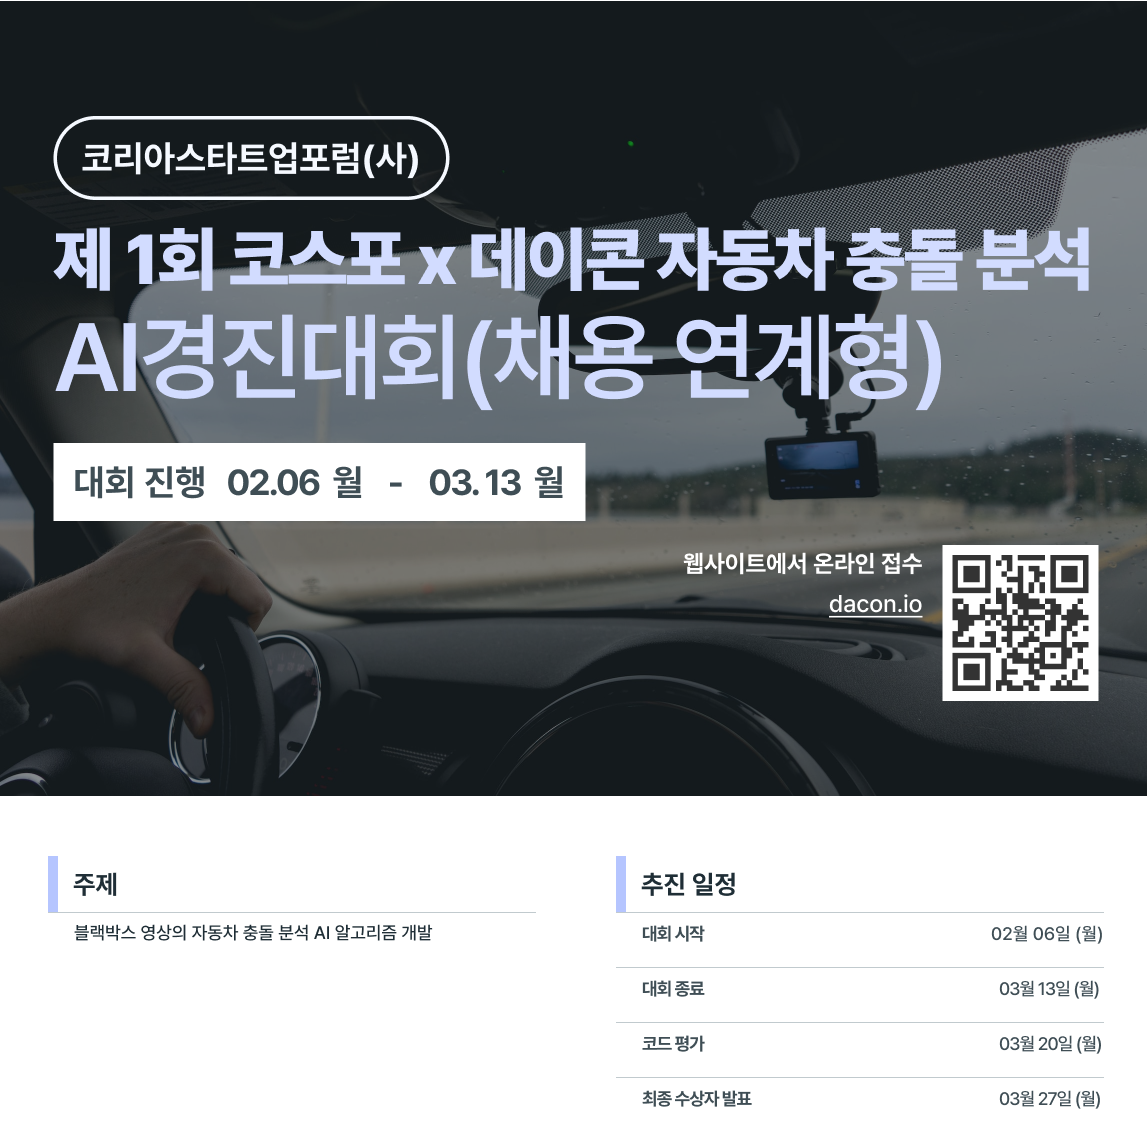 코리아스타트업포럼(사)
제 1회 코스포 x 데이콘 자동차 충돌 분석
AI경진대회(채용 연계형)
대회 진행 02.06 월 - 03.13 월
웹사이트에서 온라인 접수
dacon.io
주제
블랙박스 영상의 자동차 충돌 분석 AI 알고리즘 개발
추진 일정
대회 시작 02월 06일 (월)
대회 종료 03월 13일 (월)
코드 평가 03월 20일 (월)
최종 수상자 발표 03월 27일 (월)